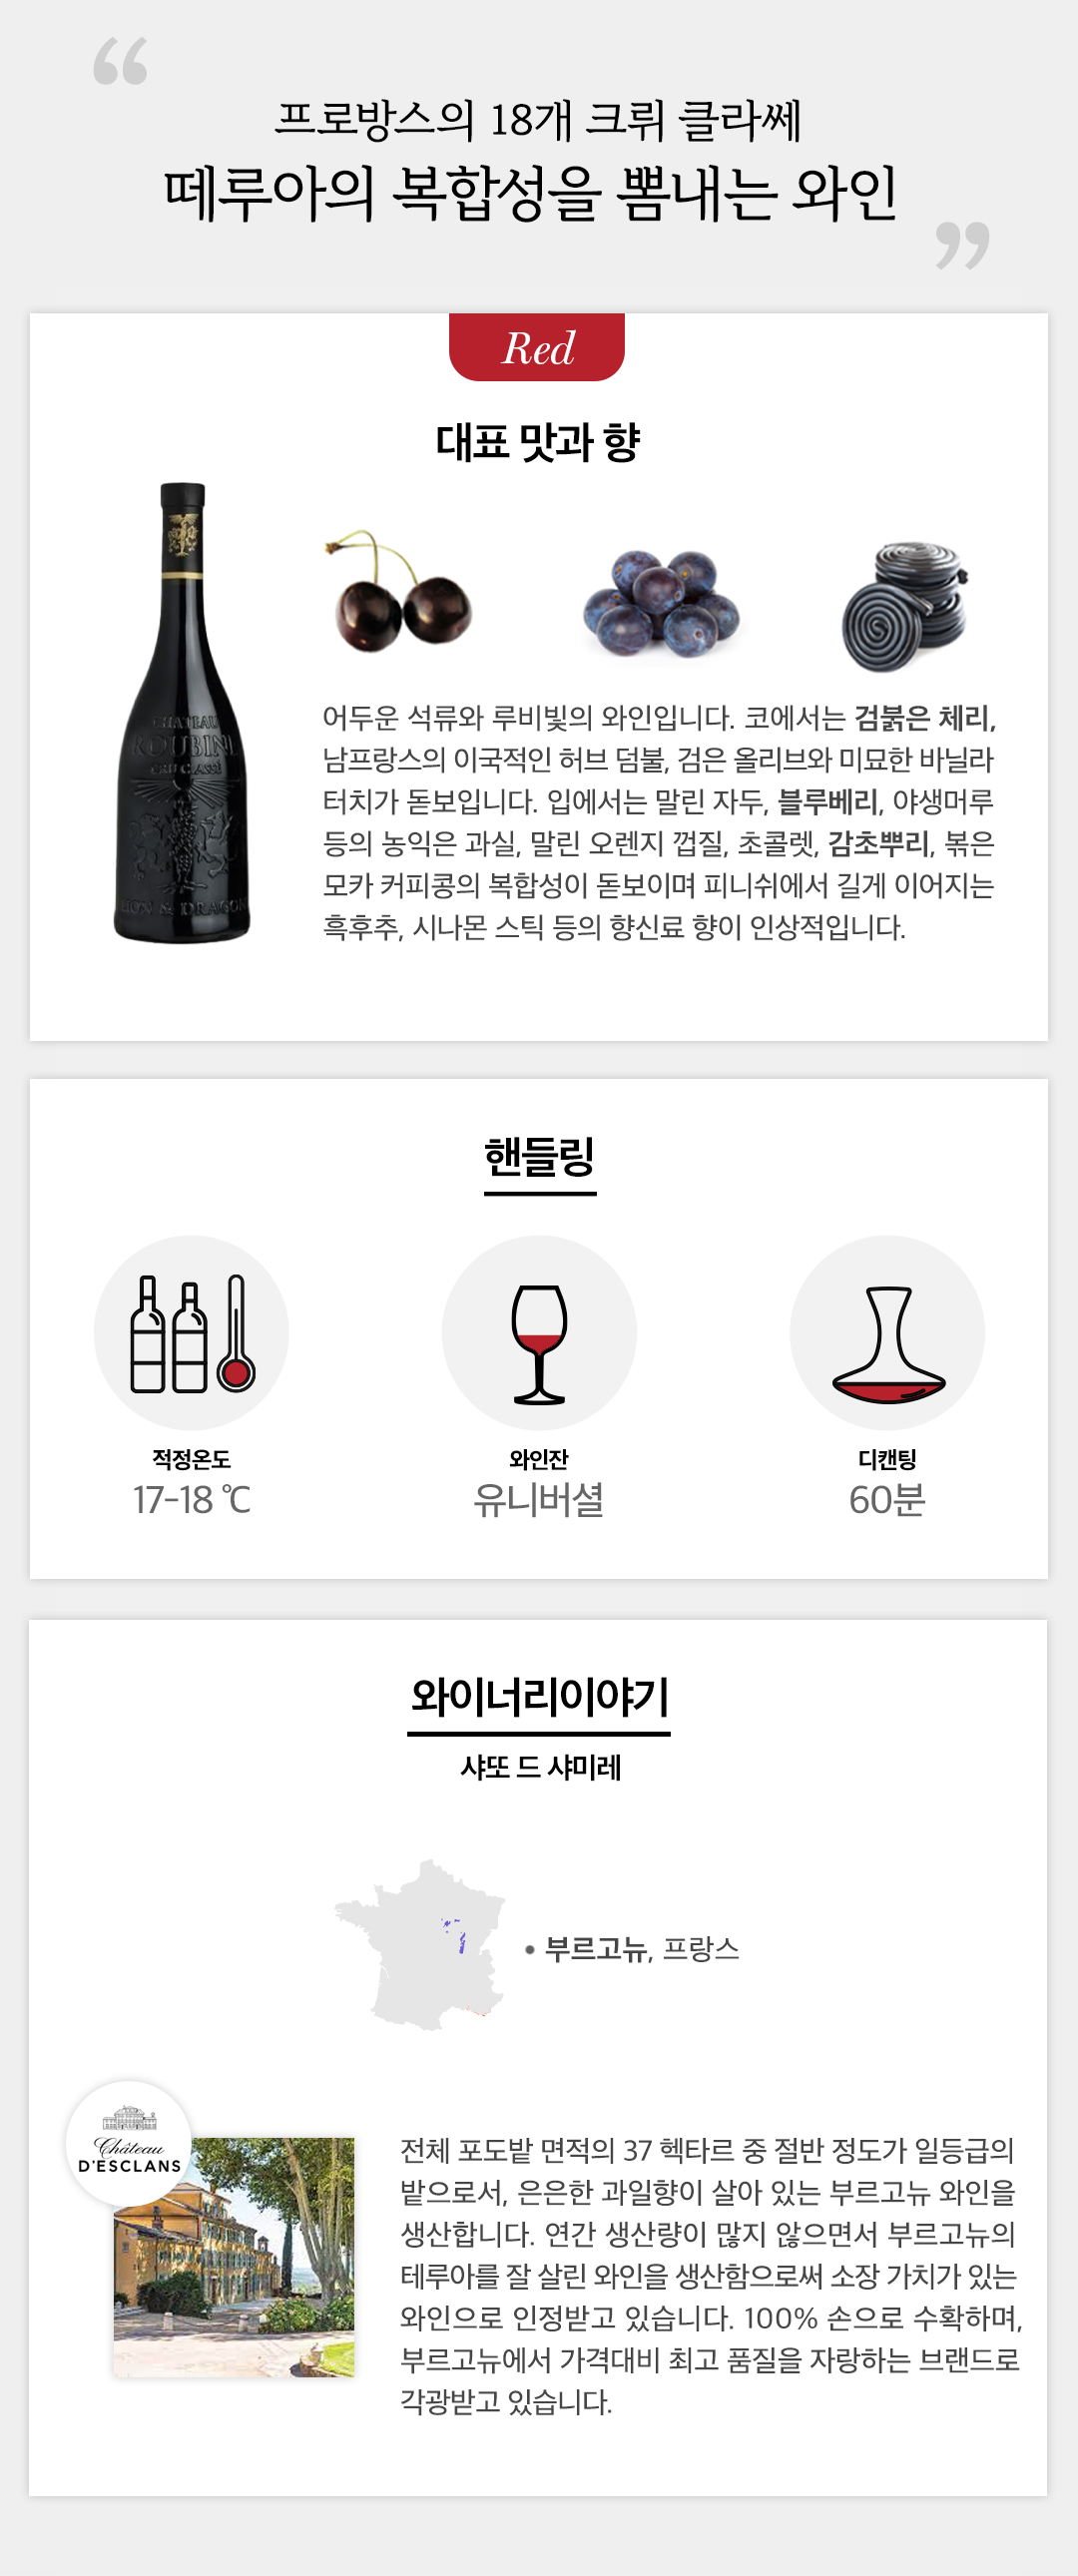 “
프로방스의 18개 크뤼 클라쎄
떼루아의 복합성을 뽐내는 와인
”
Red
대표 맛과 향
CHATEAU
ROUBINE
CRU CLASSÉ
LION & DRAGON
어두운 석류와 루비빛의 와인입니다. 코에서는 검붉은 체리,
남프랑스의 이국적인 허브 덤불, 검은 올리브와 미묘한 바닐라
터치가 돋보입니다. 입에서는 말린 자두, 블루베리, 야생머루
등의 농익은 과실, 말린 오렌지 껍질, 초콜렛, 감초뿌리, 볶은
모카 커피콩의 복합성이 돋보이며 피니쉬에서 길게 이어지는
흑후추, 시나몬 스틱 등의 향신료 향이 인상적입니다.
핸들링
적정온도
17-18 ℃
와인잔
유니버셜
디캔팅
60분
와이너리이야기
샤또 드 샤미레
• 부르고뉴, 프랑스
Château
D'ESCLANS
전체 포도밭 면적의 37 헥타르 중 절반 정도가 일등급의
밭으로서, 은은한 과일향이 살아 있는 부르고뉴 와인을
생산합니다. 연간 생산량이 많지 않으면서 부르고뉴의
테루아를 잘 살린 와인을 생산함으로써 소장 가치가 있는
와인으로 인정받고 있습니다. 100% 손으로 수확하며,
부르고뉴에서 가격대비 최고 품질을 자랑하는 브랜드로
각광받고 있습니다.